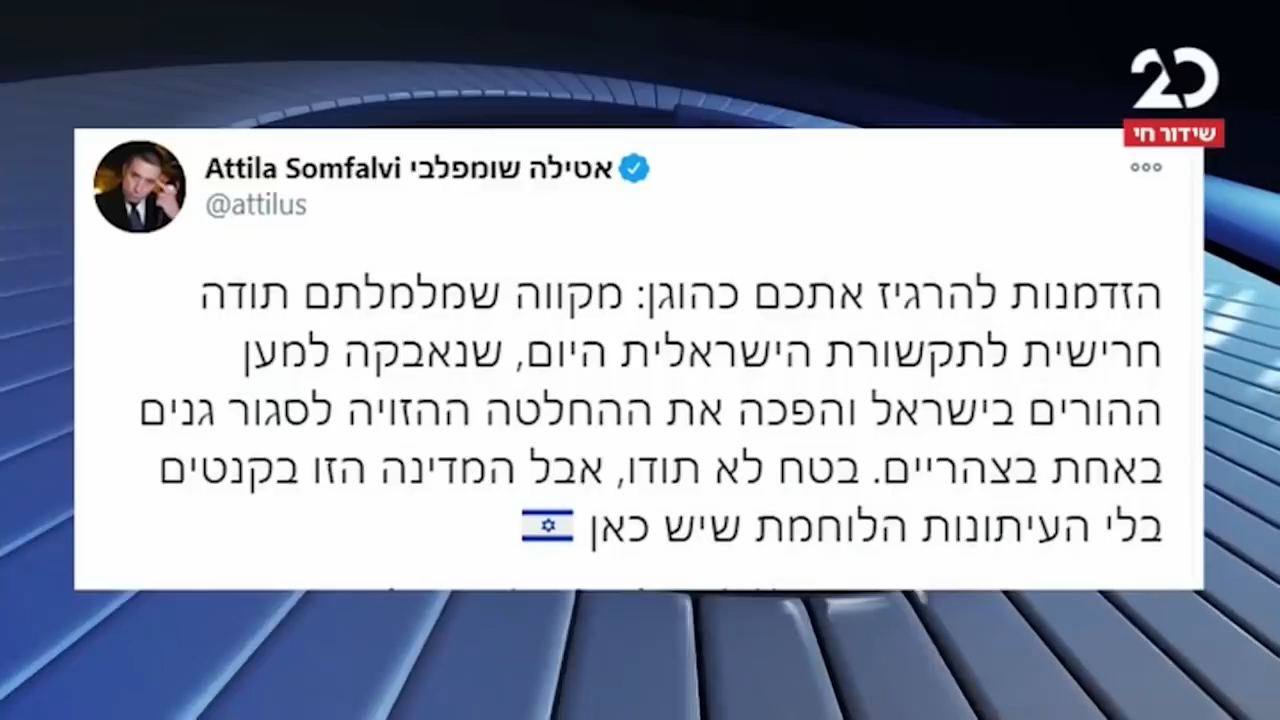 20
שידור חי
Attila Somfalvi אטילה שומפלבי
@attilus
הזדמנות להרגיז אתכם כהוגן: מקווה שמלמלתם תודה
חרישית לתקשורת הישראלית היום, שנאבקה למען
ההורים בישראל והפכה את ההחלטה ההזויה לסגור גנים
באחת בצהריים. בטח לא תודו, אבל המדינה הזו בקנטים
בלי העיתונות הלוחמת שיש כאן